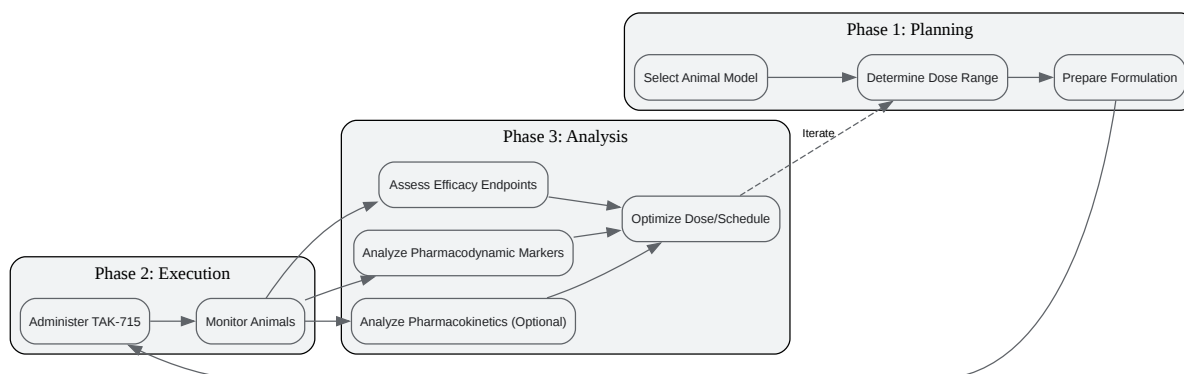 Phase 1: Planning
Select Animal Model
Determine Dose Range
Prepare Formulation
Iterate
Phase 3: Analysis
Assess Efficacy Endpoints
Optimize Dose/Schedule
Analyze Pharmacodynamic Markers
Analyze Pharmacokinetics (Optional)
Phase 2: Execution
Administer TAK-715
Monitor Animals